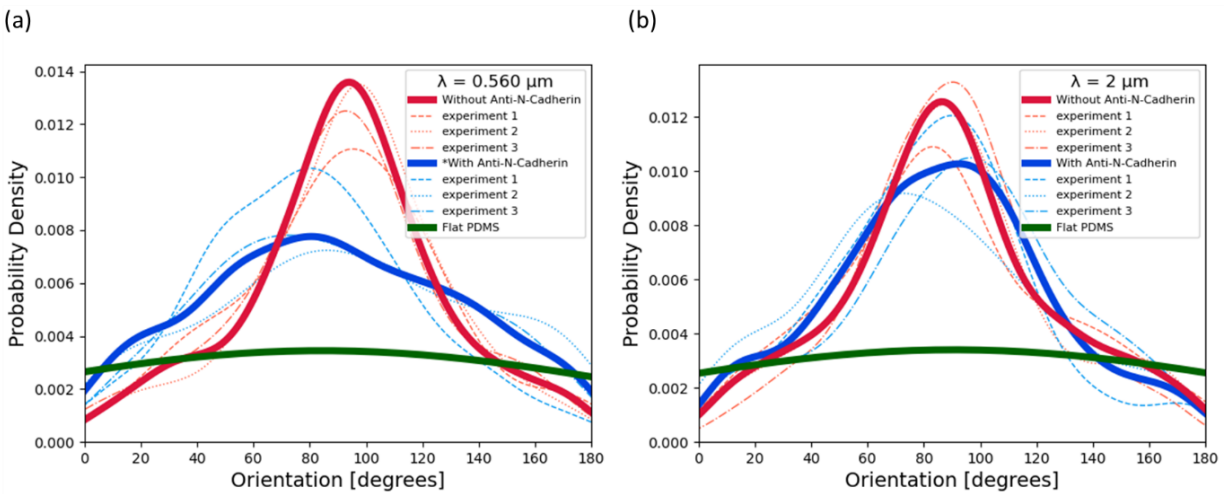 (a)
(b)
λ = 0.560 μm
Without Anti-N-Cadherin
experiment 1
experiment 2
experiment 3
*With Anti-N-Cadherin
experiment 1
experiment 2
experiment 3
Flat PDMS
0.014
0.012
0.010
0.008
0.006
0.004
0.002
0.000
Probability Density
0 20 40 60 80 100 120 140 160 180
Orientation [degrees]
λ = 2 μm
Without Anti-N-Cadherin
experiment 1
experiment 2
experiment 3
With Anti-N-Cadherin
experiment 1
experiment 2
experiment 3
Flat PDMS
0.012
0.010
0.008
0.006
0.004
0.002
0.000
Probability Density
0 20 40 60 80 100 120 140 160 180
Orientation [degrees]